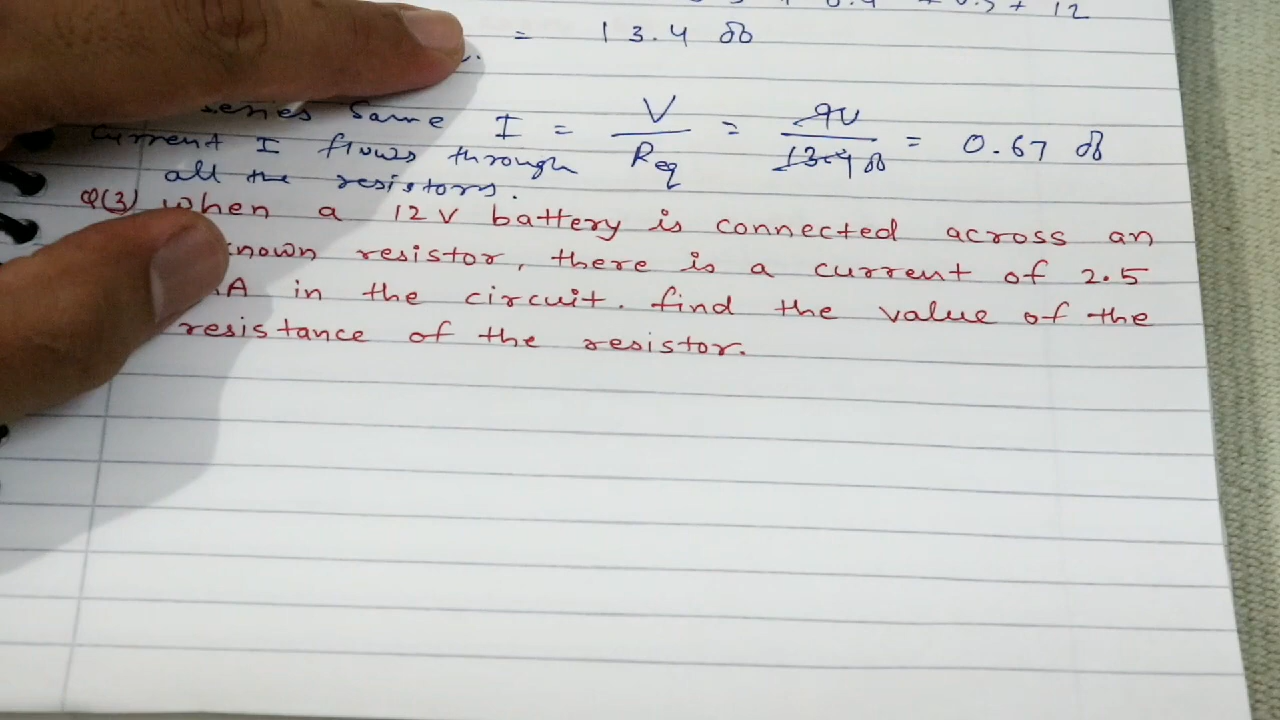 = 13.4 Ω
series same I = V / Req = 9V / 13.4 Ω = 0.67 Ω
current I flows through
all the resistors.
Q(3) When a 12V battery is connected across an
known resistor, there is a current of 2.5
A in the circuit. find the value of the
resistance of the resistor.